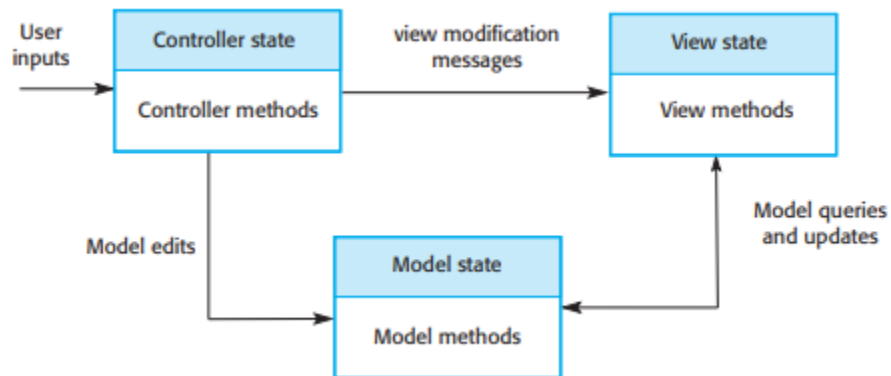 User
inputs
Controller state
Controller methods
view modification
messages
View state
View methods
Model edits
Model state
Model methods
Model queries
and updates